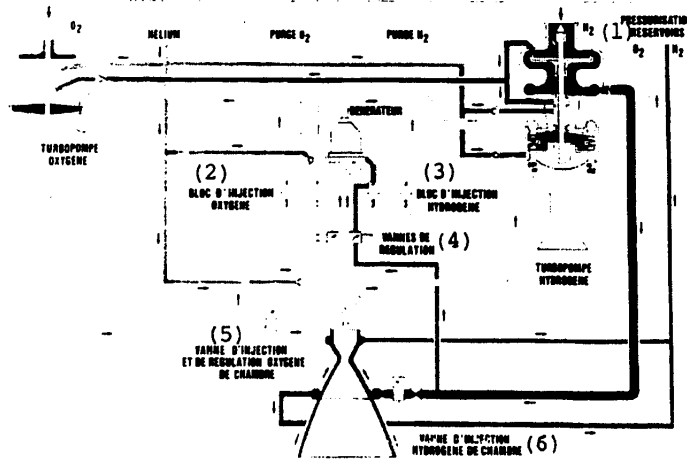 O₂
HELIUM
PURGE O₂
PURGE H₂
H₂ (1)
PRESSURISATION
RESERVOIRS
O₂ H₂
GENERATEUR
TURBOPOMPE
OXYGENE
(2)
BLOC D'INJECTION
OXYGENE
(3)
BLOC D'INJECTION
HYDROGENE
VANNES DE
REGULATION (4)
TURBOPOMPE
HYDROGENE
(5)
VANNE D'INJECTION
ET DE REGULATION OXYGENE
DE CHAMBRE
VANNE D'INJECTION
HYDROGENE DE CHAMBRE (6)